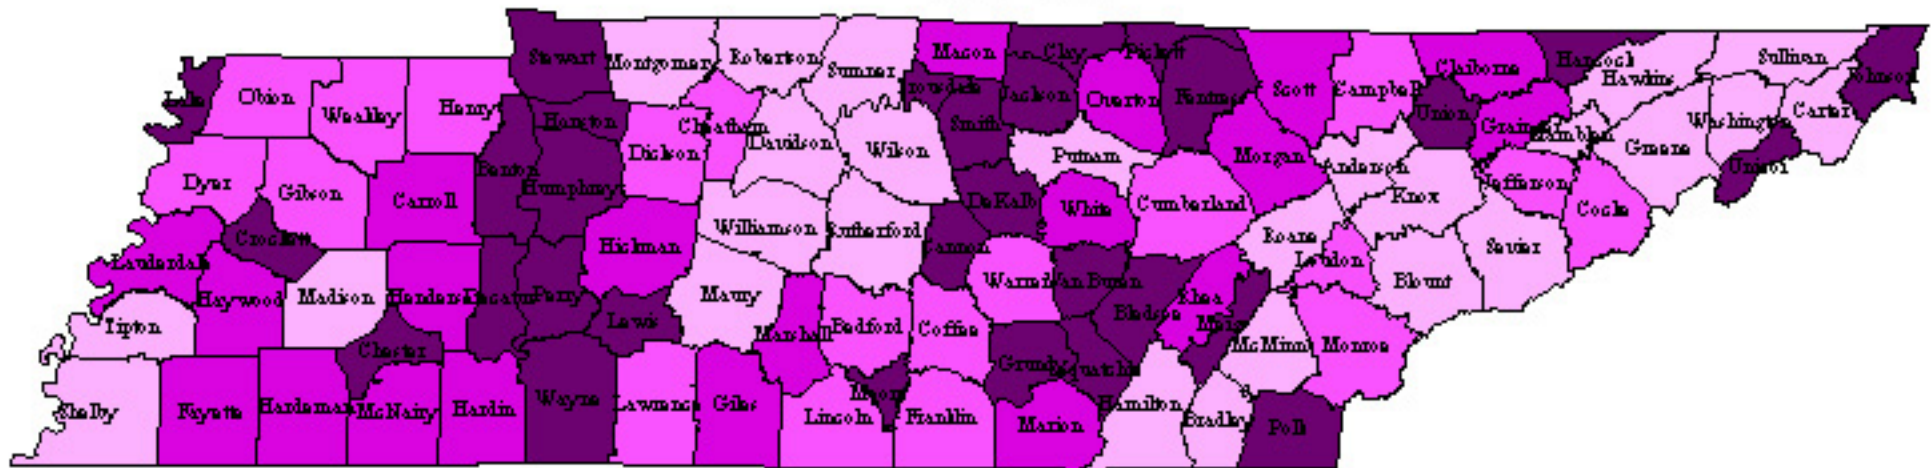 Stewart
Montgomery
Robertson
Sumner
Macon
Clay
Pickett
Scott
Campbell
Claiborne
Hancock
Hawkins
Sullivan
Johnson
Lake
Obion
Weakley
Henry
Houston
Cheatham
Davidson
Wilson
Trousdale
Smith
Jackson
Overton
Fentress
Union
Grainger
Hamblen
Greene
Washington
Carter
Unicoi
Dyer
Gibson
Carroll
Benton
Humphreys
Dickson
Putnam
Morgan
Anderson
Knox
Jefferson
Cocke
Crockett
Hickman
Williamson
Rutherford
DeKalb
Cannon
White
Cumberland
Roane
Loudon
Blount
Sevier
Lauderdale
Haywood
Madison
Henderson
Decatur
Perry
Lewis
Maury
Marshall
Bedford
Coffee
Warren
Van Buren
Bledsoe
Rhea
Meigs
McMinn
Monroe
Tipton
Chester
Grundy
Sequatchie
Shelby
Fayette
Hardeman
McNairy
Hardin
Wayne
Lawrence
Giles
Lincoln
Moore
Franklin
Marion
Hamilton
Bradley
Polk